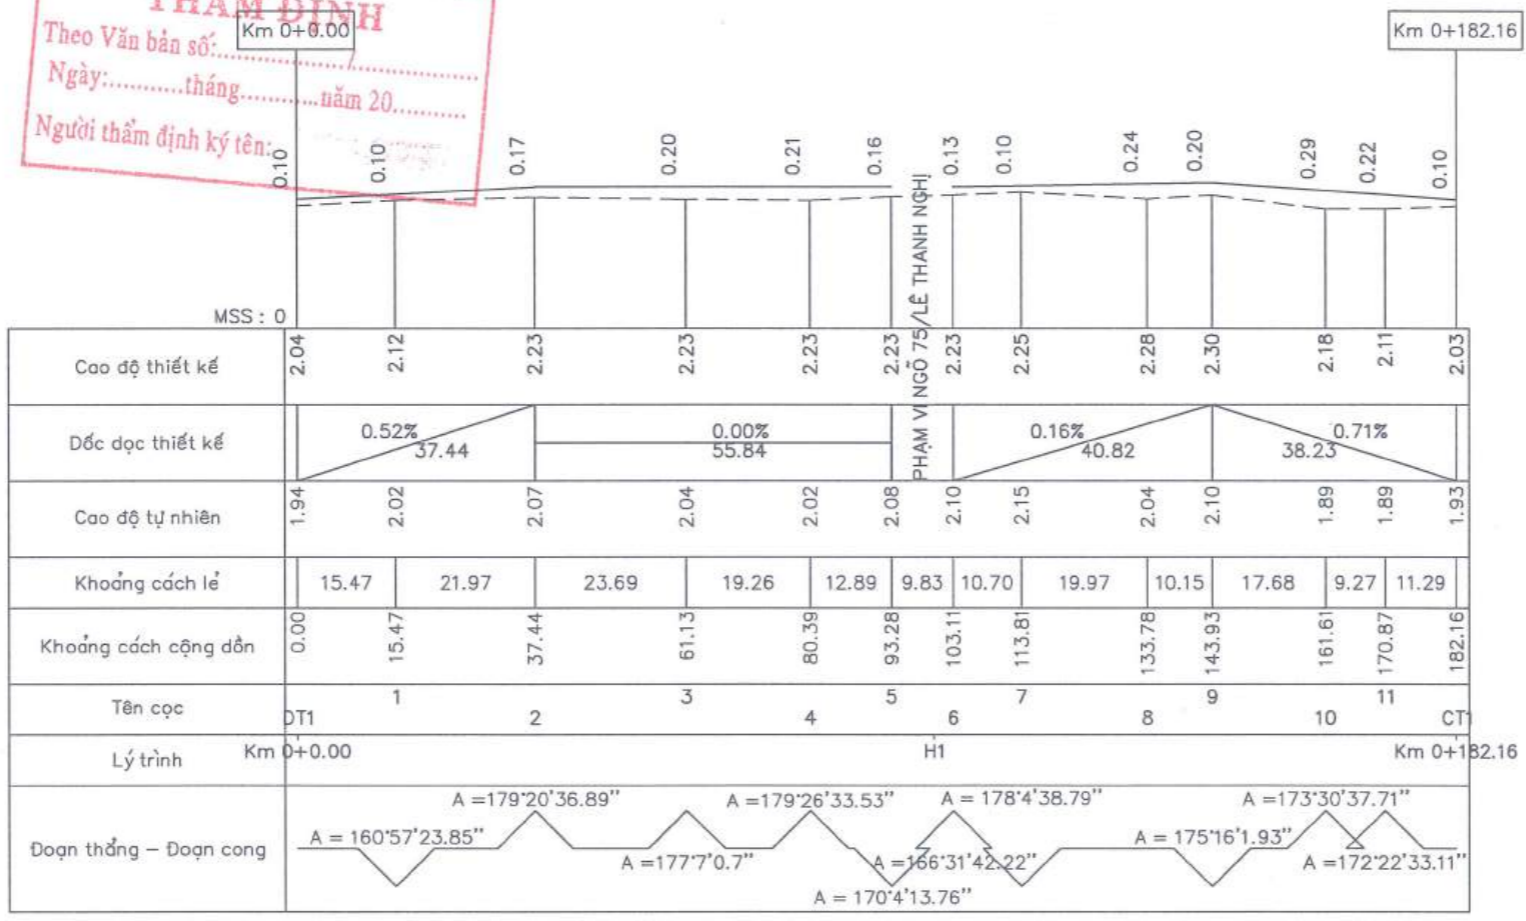 THẨM ĐỊNH
Km 0+0.00
Km 0+182.16
Theo Văn bản số:
Ngày:...........tháng...........năm 20...........
Người thẩm định ký tên:
0.10 0.10 0.17 0.20 0.21 0.16 0.13 0.10 0.24 0.20 0.29 0.22 0.10
PHẠM VI NGÕ 75/LÊ THANH NGHỊ
MSS : 0
Cao độ thiết kế 2.04 2.12 2.23 2.23 2.23 2.23 2.23 2.25 2.28 2.30 2.18 2.11 2.03
Dốc dọc thiết kế 0.52% 37.44 0.00% 55.84 0.16% 40.82 0.71% 38.23
Cao độ tự nhiên 1.94 2.02 2.07 2.04 2.02 2.08 2.10 2.15 2.04 2.10 1.89 1.89 1.93
Khoảng cách lẻ 15.47 21.97 23.69 19.26 12.89 9.83 10.70 19.97 10.15 17.68 9.27 11.29
Khoảng cách cộng dồn 0.00 15.47 37.44 61.13 80.39 93.28 103.11 113.81 133.78 143.93 161.61 170.87 182.16
Tên cọc DT1 1 2 3 4 5 6 7 8 9 10 11 CT1
Lý trình Km 0+0.00 H1 Km 0+182.16
A =179°20'36.89" A =179°26'33.53" A = 178°4'38.79" A =173°30'37.71"
Đoạn thẳng – Đoạn cong A = 160°57'23.85" A =177°7'0.7" A =166°31'42.22" A = 175°16'1.93" A =172°22'33.11"
A = 170°4'13.76"